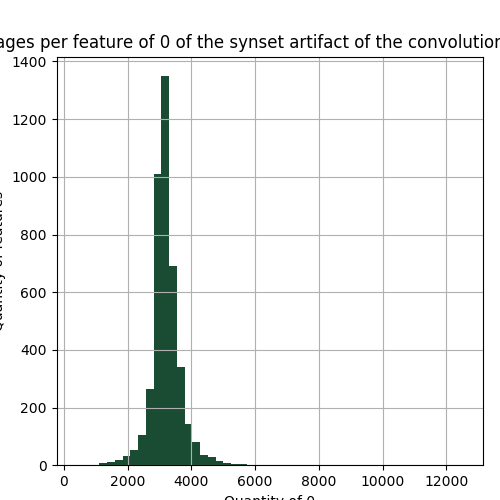 ages per feature of 0 of the synset artifact of the convolution
1400
1200
1000
800
600
400
200
0
0 2000 4000 6000 8000 10000 12000
Quantity of features
Quantity of 0